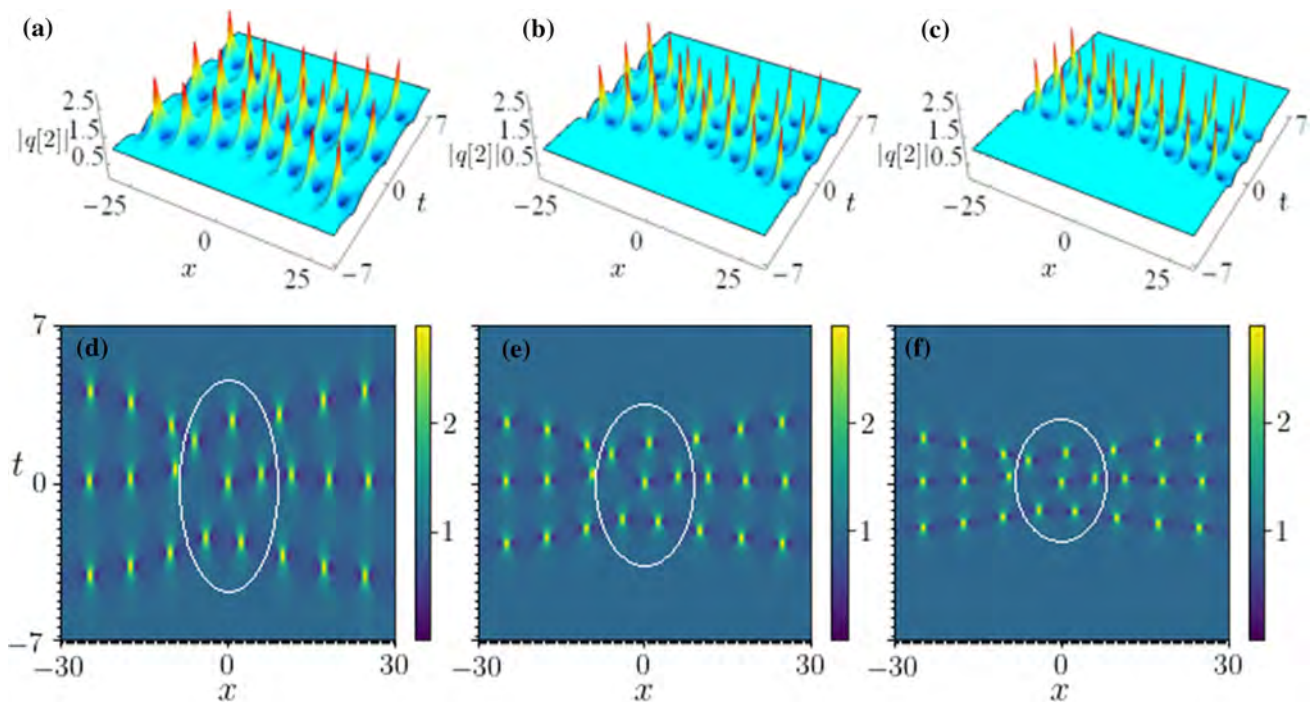 (a) (b) (c)
2.5 2.5 2.5
|q[2]| 1.5 |q[2]| 1.5 |q[2]| 1.5
0.5 0.5 0.5
7 7 7
−25 0 t −25 0 t −25 0 t
0 0 0
x 25 −7 x 25 −7 x 25 −7
7 (d) (e) (f)
2 2 2
t 0
1 1 1
−7
−30 0 30 −30 0 30 −30 0 30
x x x